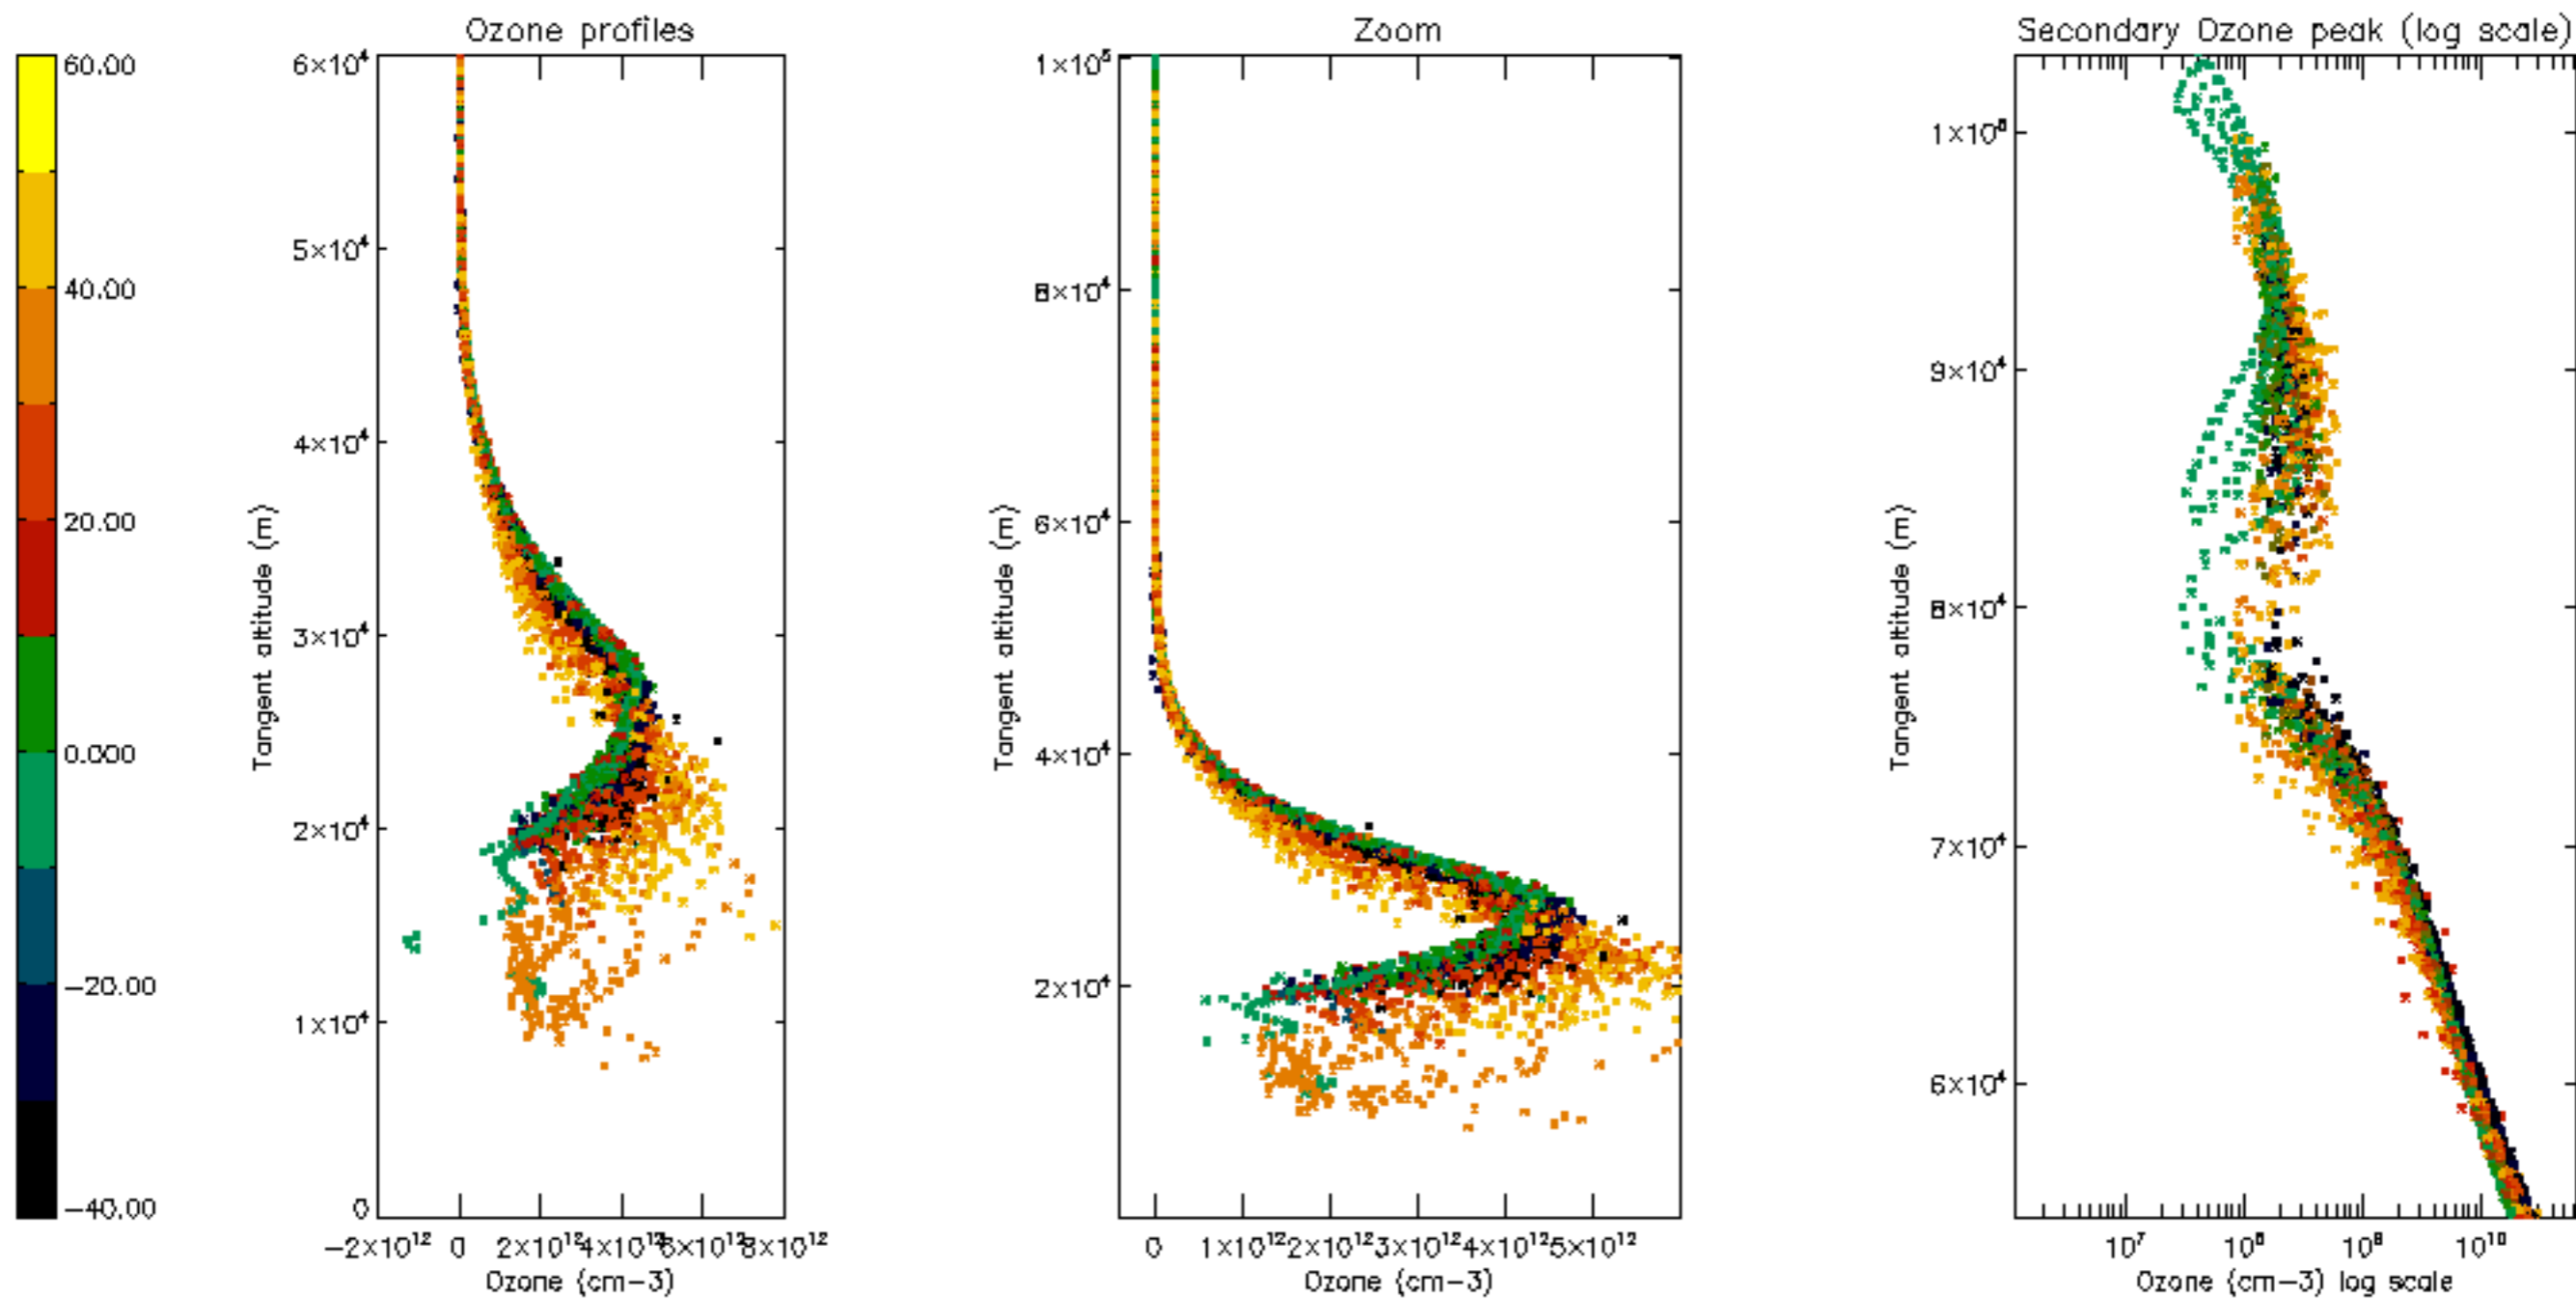 Ozone profiles
Zoom
Secondary Ozone peak (log scale)
60.00
40.00
20.00
0.000
−20.00
−40.00
6×10⁴
5×10⁴
4×10⁴
3×10⁴
2×10⁴
1×10⁴
0
Tangent altitude (m)
−2×10¹² 0 2×10¹² 4×10¹² 6×10¹² 8×10¹²
Ozone (cm−3)
1×10⁵
8×10⁴
6×10⁴
4×10⁴
2×10⁴
Tangent altitude (m)
0 1×10¹² 2×10¹² 3×10¹² 4×10¹² 5×10¹²
Ozone (cm−3)
1×10⁵
9×10⁴
8×10⁴
7×10⁴
6×10⁴
Tangent altitude (m)
10⁷ 10⁸ 10⁹ 10¹⁰
Ozone (cm−3) log scale